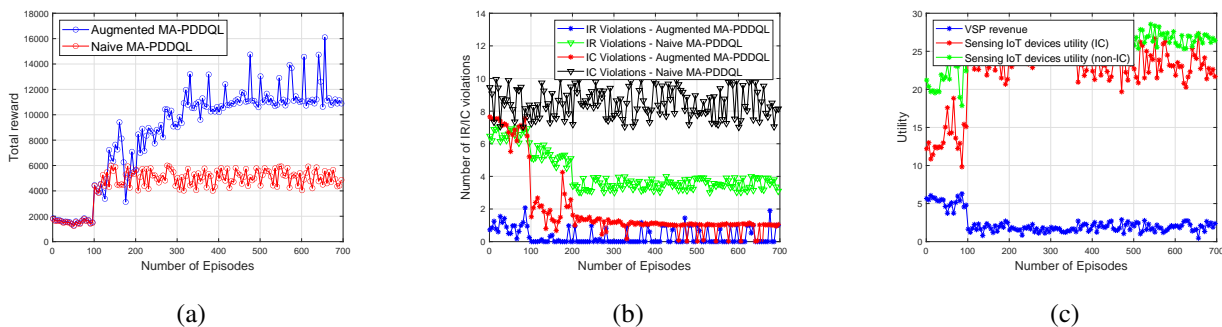 Augmented MA-PDDQL
Naive MA-PDDQL
Total reward
18000
16000
14000
12000
10000
8000
6000
4000
2000
0
0 100 200 300 400 500 600 700
Number of Episodes
(a)
IR Violations - Augmented MA-PDDQL
IR Violations - Naive MA-PDDQL
IC Violations - Augmented MA-PDDQL
IC Violations - Naive MA-PDDQL
Number of IR/IC violations
14
12
10
8
6
4
2
0
0 100 200 300 400 500 600 700
Number of Episodes
(b)
VSP revenue
Sensing IoT devices utility (IC)
Sensing IoT devices utility (non-IC)
Utility
30
25
20
15
10
5
0
0 100 200 300 400 500 600 700
Number of Episodes
(c)